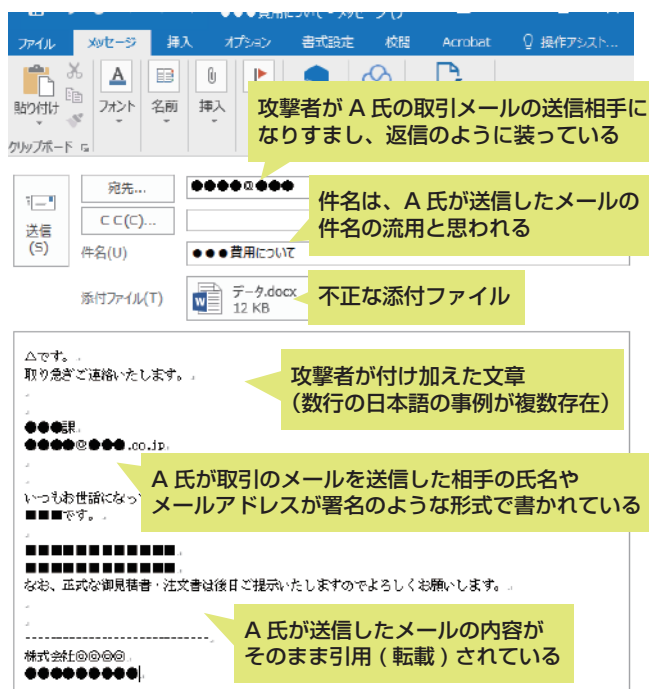 ●●●費用について - メッセージ ()
ファイル メッセージ 挿入 オプション 書式設定 校閲 Acrobat 操作アシスト...
貼り付け フォント 名前 挿入
クリップボード
攻撃者が A 氏の取引メールの送信相手に
なりすまし、返信のように装っている
宛先... ●●●●@●●●
件名は、A 氏が送信したメールの
件名の流用と思われる
C C(C)...
送信
(S)
件名(U) ●●●費用について
添付ファイル(T) データ.docx
12 KB
不正な添付ファイル
△です。
取り急ぎご連絡いたします。
攻撃者が付け加えた文章
(数行の日本語の事例が複数存在)
●●●課
●●●●@●●●.co.jp
A 氏が取引のメールを送信した相手の氏名や
メールアドレスが署名のような形式で書かれている
いつもお世話になっ
■■■です。
■■■■■■■■■■■■
■■■■■■■■■■■■
なお、正式な御見積書・注文書は後日ご提示いたしますのでよろしくお願いします。
A 氏が送信したメールの内容が
そのまま引用 ( 転載 ) されている
----------------------------
株式会社◎◎◎◎
●●●●●●●●●